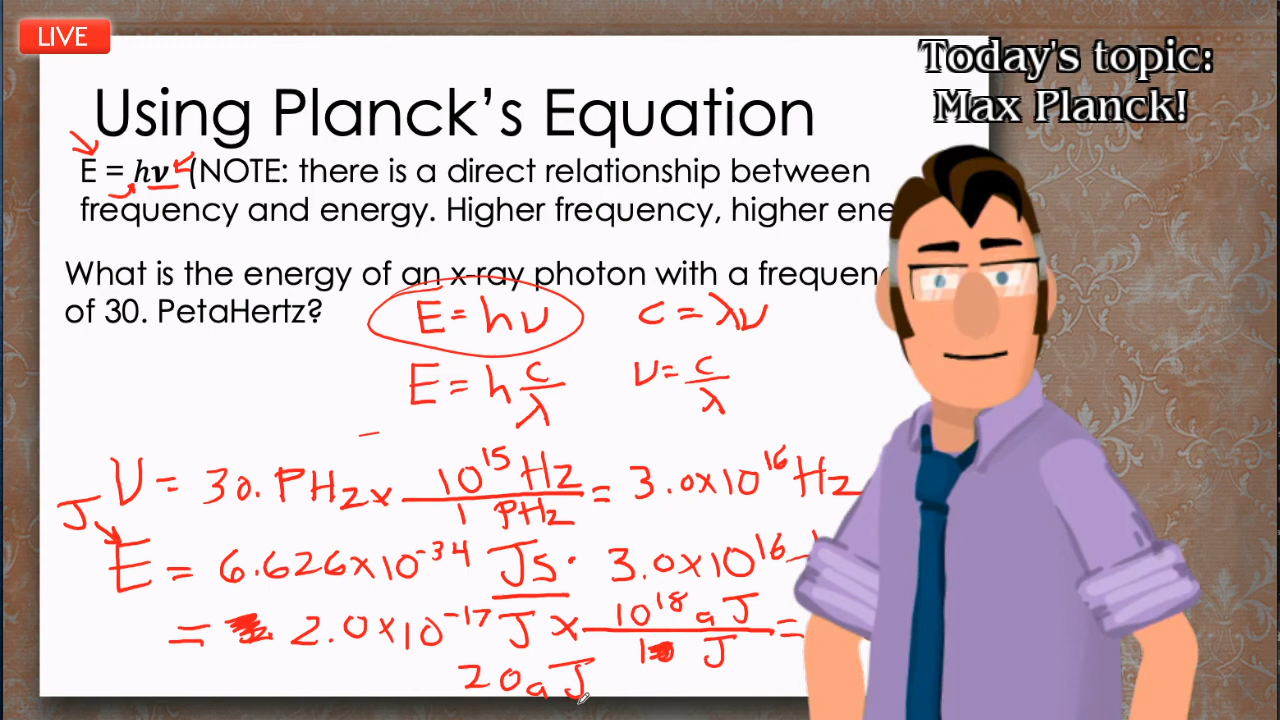 LIVE
Today's topic:
Max Planck!
Using Planck's Equation
E = hν (NOTE: there is a direct relationship between
frequency and energy. Higher frequency, higher ene
What is the energy of an x-ray photon with a frequen
of 30. PetaHertz?
E = hν
c = λν
E = h c/λ
ν = c/λ
ν = 30. PHz x 10^15 Hz / 1 PHz = 3.0x10^16 Hz
J
E = 6.626x10^-34 Js · 3.0x10^16
= 2.0x10^-17 J x 10^18 aJ / 1 J =
20aJ